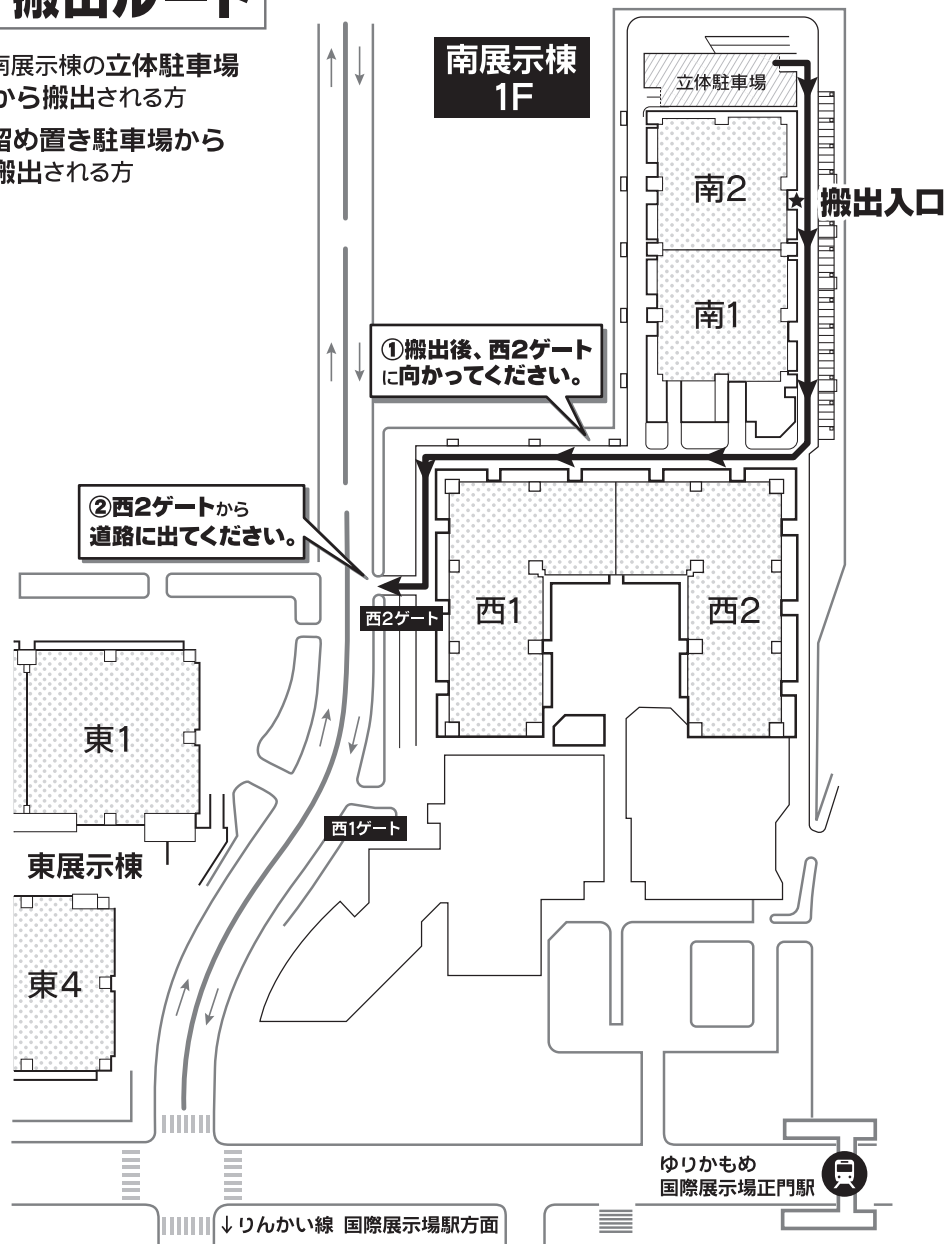 搬出ルート
南展示棟の立体駐車場
から搬出される方
留め置き駐車場から
搬出される方
南展示棟
1F
立体駐車場
南2
★搬出入口
南1
①搬出後、西2ゲート
に向かってください。
②西2ゲートから
道路に出てください。
西2ゲート
西1
西2
東1
西1ゲート
東展示棟
東4
ゆりかもめ
国際展示場正門駅
↓りんかい線 国際展示場駅方面